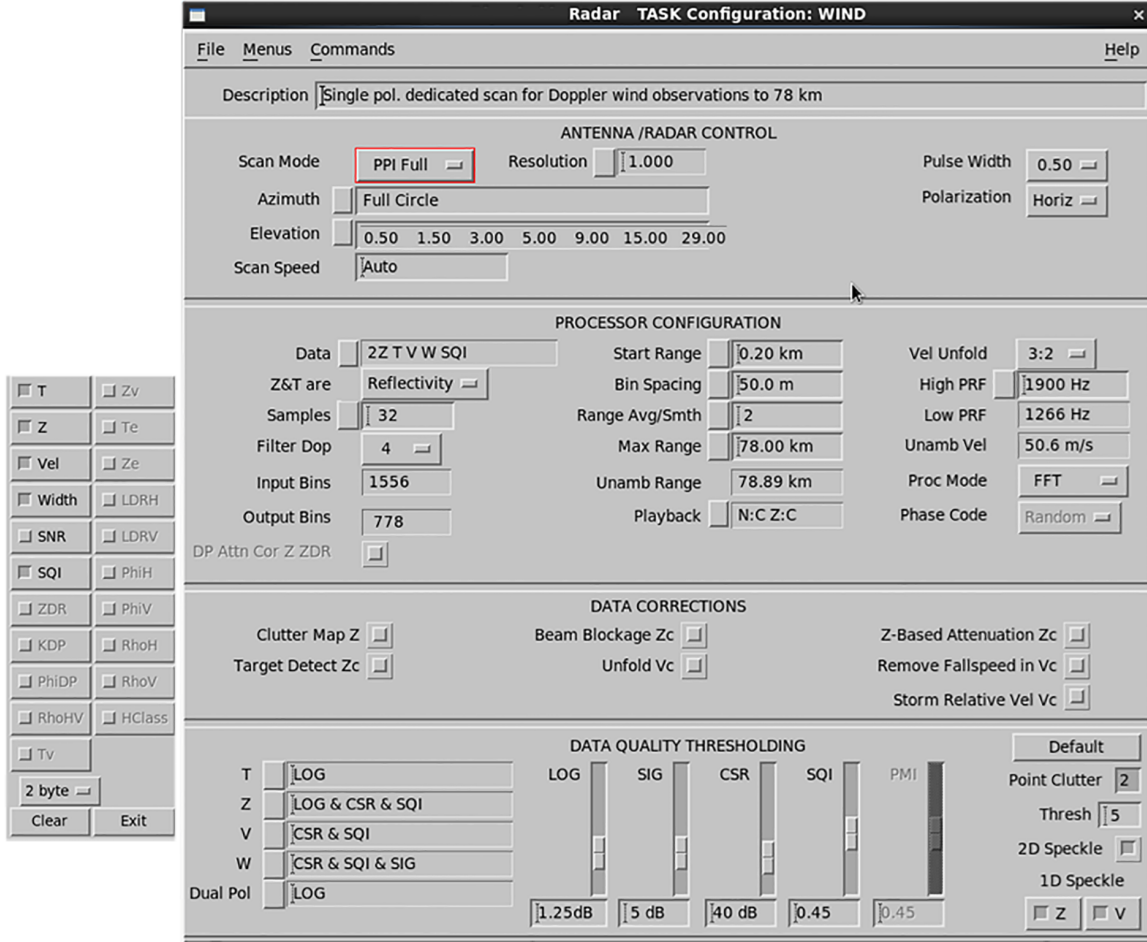 Radar TASK Configuration: WIND
File Menus Commands Help
Description Single pol. dedicated scan for Doppler wind observations to 78 km
ANTENNA /RADAR CONTROL
Scan Mode PPI Full Resolution 1.000 Pulse Width 0.50
Azimuth Full Circle Polarization Horiz
Elevation 0.50 1.50 3.00 5.00 9.00 15.00 29.00
Scan Speed Auto
PROCESSOR CONFIGURATION
Data 2Z T V W SQI Start Range 0.20 km Vel Unfold 3:2
Z&T are Reflectivity Bin Spacing 50.0 m High PRF 1900 Hz
Samples 32 Range Avg/Smth 2 Low PRF 1266 Hz
Filter Dop 4 Max Range 78.00 km Unamb Vel 50.6 m/s
Input Bins 1556 Unamb Range 78.89 km Proc Mode FFT
Output Bins 778 Playback N:C Z:C Phase Code Random
DP Attn Cor Z ZDR
DATA CORRECTIONS
Clutter Map Z Beam Blockage Zc Z-Based Attenuation Zc
Target Detect Zc Unfold Vc Remove Fallspeed in Vc
Storm Relative Vel Vc
DATA QUALITY THRESHOLDING
Default
T LOG LOG SIG CSR SQI PMI
Point Clutter 2
Z LOG & CSR & SQI
Thresh 5
V CSR & SQI
2D Speckle
W CSR & SQI & SIG
1D Speckle
Dual Pol LOG
1.25dB 5 dB 40 dB 0.45 0.45 Z V
T Zv
Z Te
Vel Ze
Width LDRH
SNR LDRV
SQI PhiH
ZDR PhiV
KDP RhoH
PhiDP RhoV
RhoHV HClass
Tv
2 byte
Clear Exit